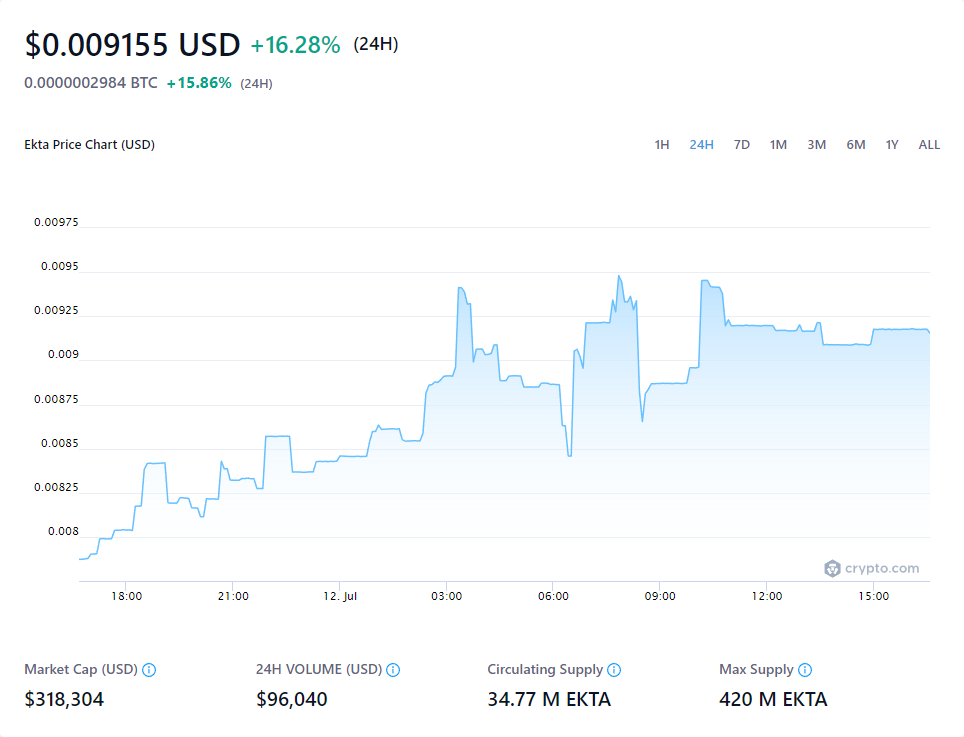 $0.009155 USD +16.28% (24H)
0.0000002984 BTC +15.86% (24H)
Ekta Price Chart (USD) 1H 24H 7D 1M 3M 6M 1Y ALL
0.00975
0.0095
0.00925
0.009
0.00875
0.0085
0.00825
0.008
crypto.com
18:00 21:00 12. Jul 03:00 06:00 09:00 12:00 15:00
Market Cap (USD) 24H VOLUME (USD) Circulating Supply Max Supply
$318,304 $96,040 34.77 M EKTA 420 M EKTA